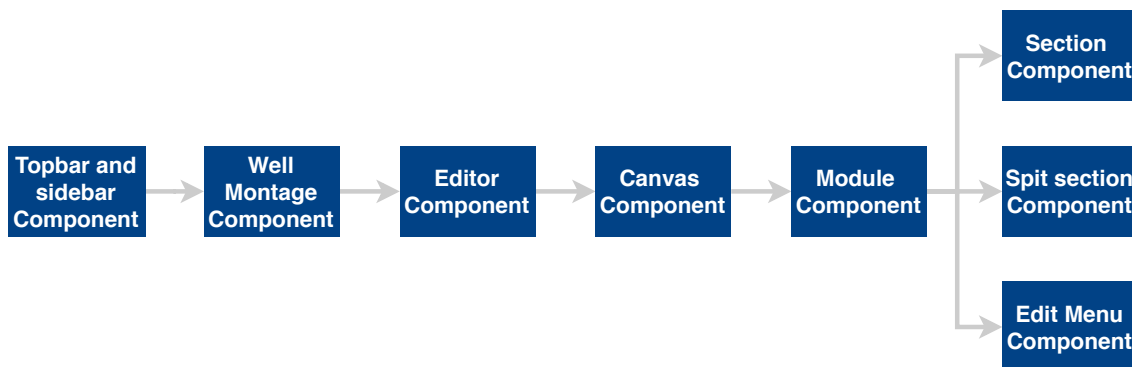 Topbar and
sidebar
Component
Well
Montage
Component
Editor
Component
Canvas
Component
Module
Component
Section
Component
Spit section
Component
Edit Menu
Component